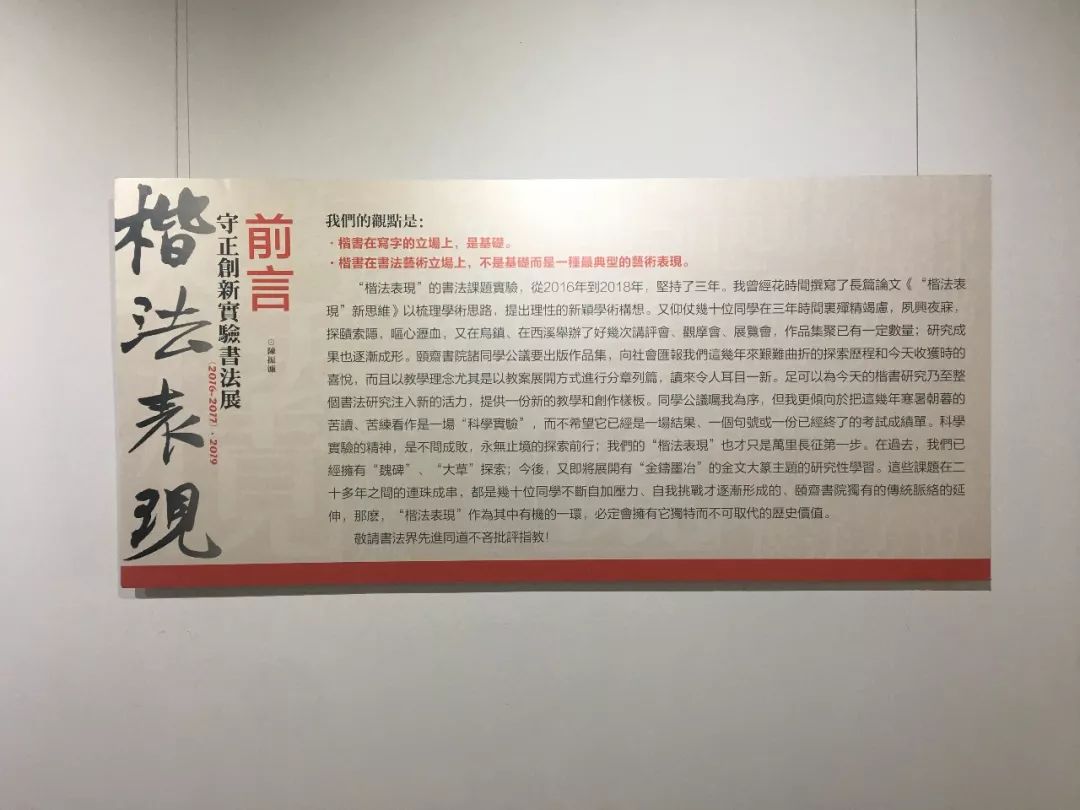 楷法表現
守正創新實驗書法展
（2016-2017）·2019
前言
⊙陳振濂
我們的觀點是：
·楷書在寫字的立場上，是基礎。
·楷書在書法藝術立場上，不是基礎而是一種最典型的藝術表現。
“楷法表現”的書法課題實驗，從2016年到2018年，堅持了三年。我曾經花時間撰寫了長篇論文《“楷法表
現”新思維》以梳理學術思路，提出理性的新穎學術構想。又仰仗幾十位同學在三年時間裏殫精竭慮，夙興夜寐，
探賾索隱，嘔心瀝血，又在烏鎮、在西溪舉辦了好幾次講評會、觀摩會、展覽會，作品集聚已有一定數量；研究成
果也逐漸成形。頤齋書院諸同學公議要出版作品集，向社會匯報我們這幾年來艱難曲折的探索歷程和今天收獲時的
喜悅，而且以教學理念尤其是以教案展開方式進行分章列篇，讀來令人耳目一新。足可以為今天的楷書研究乃至整
個書法研究注入新的活力，提供一份新的教學和創作樣板。同學公議囑我為序，但我更傾向於把這幾年寒暑朝暮的
苦讀、苦練看作是一場“科學實驗”，而不希望它已經是一場結果、一個句號或一份已經終了的考試成績單。科學
實驗的精神，是不問成敗，永無止境的探索前行；我們的“楷法表現”也才只是萬里長征第一步。在過去，我們已
經擁有“魏碑”、“大草”探索；今後，又即將展開有“金鑄墨冶”的金文大篆主題的研究性學習。這些課題在二
十多年之間的連珠成串，都是幾十位同學不斷自加壓力、自我挑戰才逐漸形成的、頤齋書院獨有的傳統脈絡的延
伸，那麽，“楷法表現”作為其中有機的一環，必定會擁有它獨特而不可取代的歷史價值。
敬請書法界先進同道不吝批評指教！